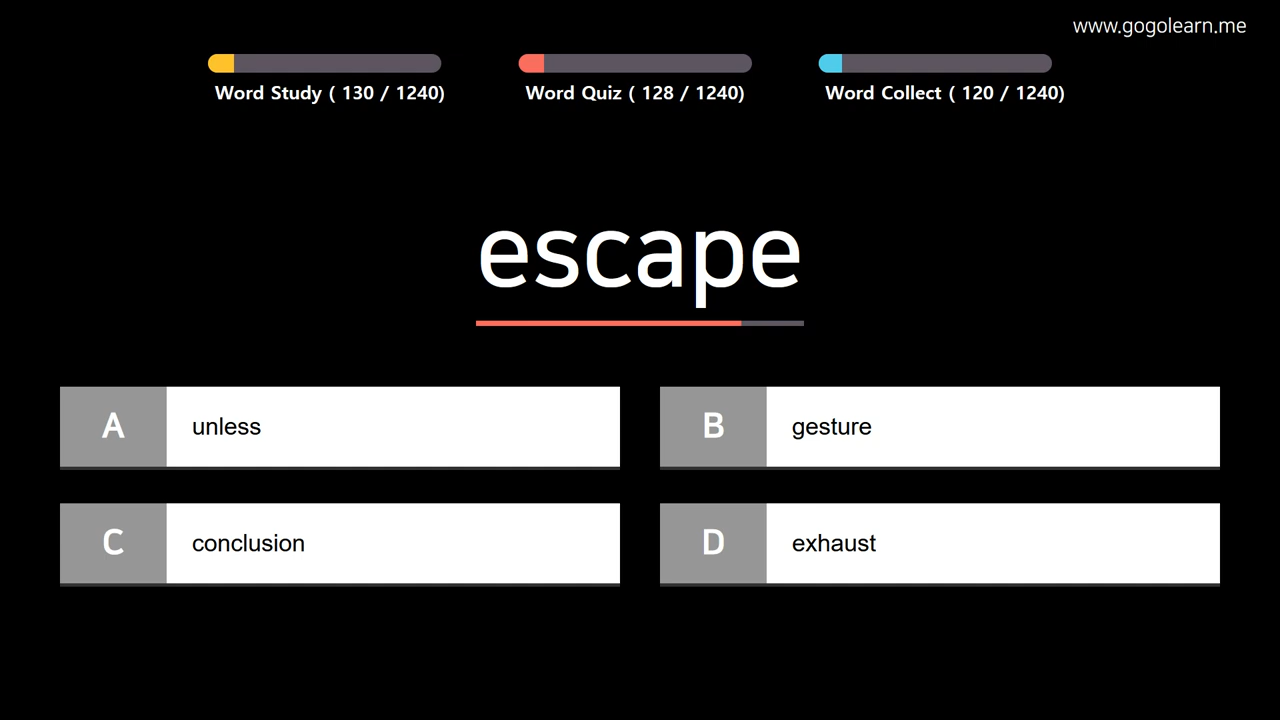 www.gogolearn.me
Word Study ( 130 / 1240)
Word Quiz ( 128 / 1240)
Word Collect ( 120 / 1240)
escape
A
unless
B
gesture
C
conclusion
D
exhaust